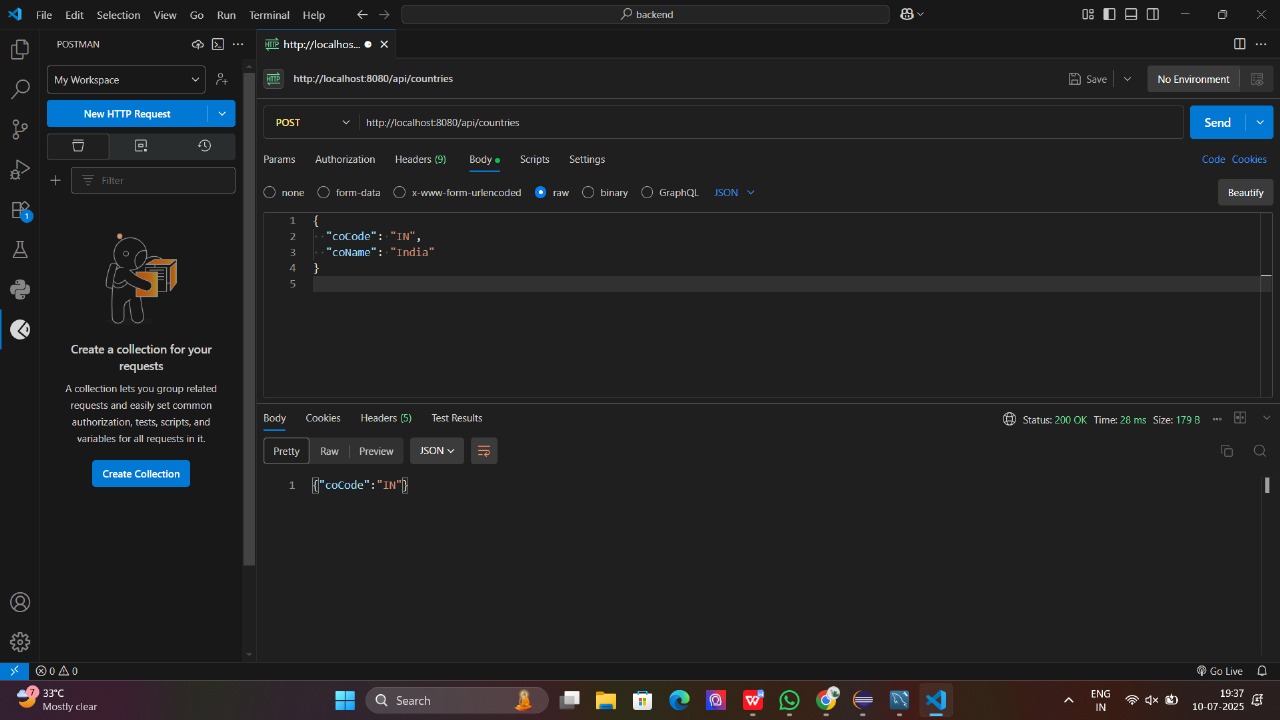 File Edit Selection View Go Run Terminal Help
backend
POSTMAN
My Workspace
New HTTP Request
Filter
Create a collection for your
requests
A collection lets you group related
requests and easily set common
authorization, tests, scripts, and
variables for all requests in it.
Create Collection
HTTP http://localhos...
HTTP http://localhost:8080/api/countries
Save No Environment
POST http://localhost:8080/api/countries Send
Params Authorization Headers (9) Body Scripts Settings Code Cookies
none form-data x-www-form-urlencoded raw binary GraphQL JSON Beautify
1 {
2 "coCode": "IN",
3 "coName": "India"
4 }
5
Body Cookies Headers (5) Test Results Status: 200 OK Time: 28 ms Size: 179 B
Pretty Raw Preview JSON
1 {"coCode":"IN"}
1
0 0 Go Live
7 33°C
Mostly clear
Search
ENG
IN
19:37
10-07-2025